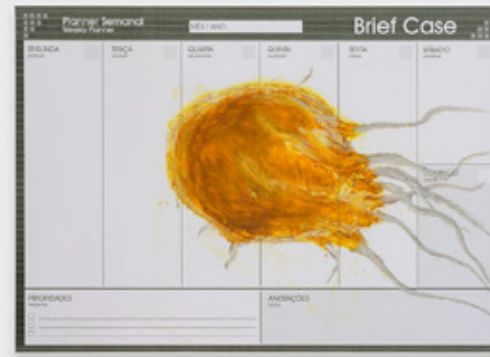 Planner Semanal
Weekly Planner
MÊS / ANO:
Brief Case
SEGUNDA
TERÇA
QUARTA
QUINTA
SEXTA
SÁBADO
DOMINGO
PRIORIDADES
ANOTAÇÕES